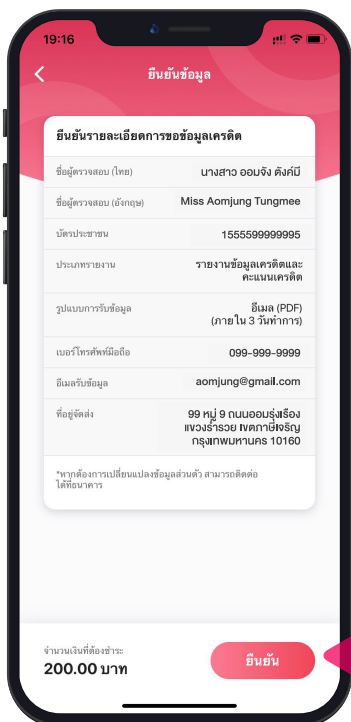 19:16
ยืนยันข้อมูล
ยืนยันรายละเอียดการขอข้อมูลเครดิต
ชื่อผู้ตรวจสอบ (ไทย) นางสาว ออมจัง ตังค์มี
ชื่อผู้ตรวจสอบ (อังกฤษ) Miss Aomjung Tungmee
บัตรประชาชน 1555599999995
ประเภทรายงาน รายงานข้อมูลเครดิตและ
คะแนนเครดิต
รูปแบบการรับข้อมูล อีเมล (PDF)
(ภายใน 3 วันทำการ)
เบอร์โทรศัพท์มือถือ 099-999-9999
อีเมลรับข้อมูล aomjung@gmail.com
ที่อยู่จัดส่ง 99 หมู่ 9 ถนนออมรุ่งเรือง
แขวงร่ำรวย เขตภาษีเจริญ
กรุงเทพมหานคร 10160
*หากต้องการเปลี่ยนแปลงข้อมูลส่วนตัว สามารถติดต่อ
ได้ที่ธนาคาร
จำนวนเงินที่ต้องชำระ
200.00 บาท
ยืนยัน